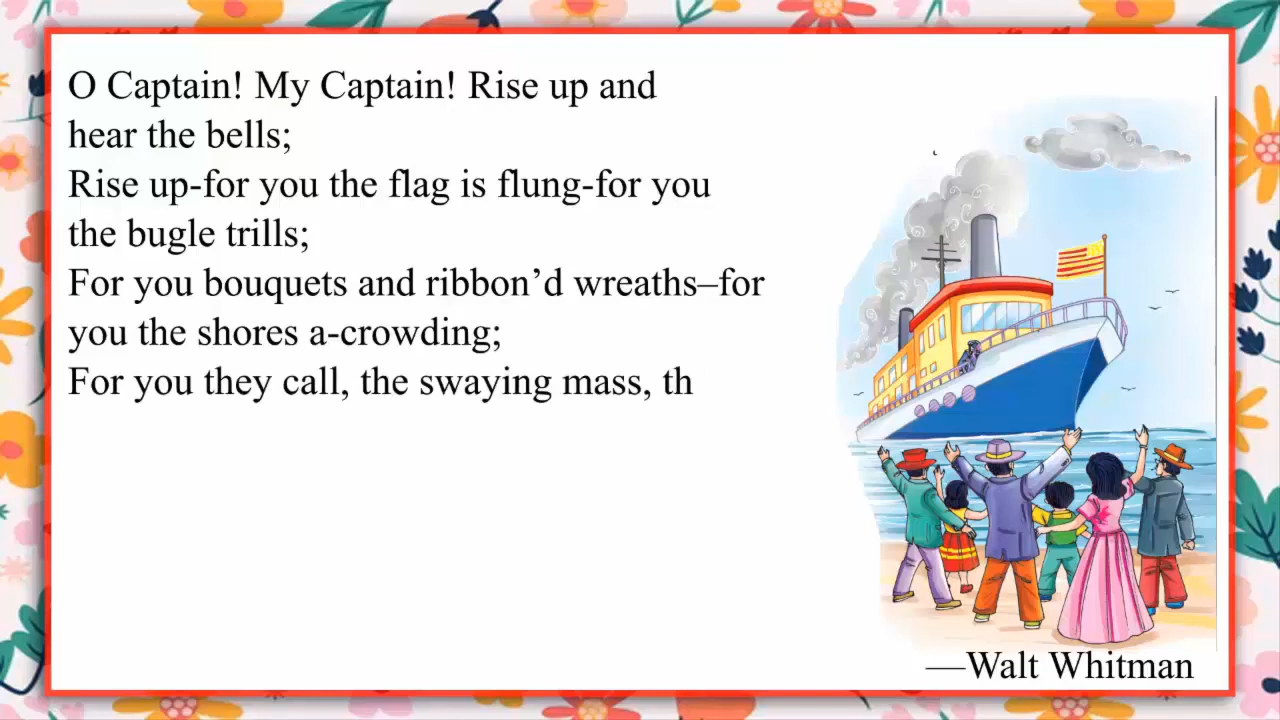 O Captain! My Captain! Rise up and
hear the bells;
Rise up-for you the flag is flung-for you
the bugle trills;
For you bouquets and ribbon’d wreaths–for
you the shores a-crowding;
For you they call, the swaying mass, th
—Walt Whitman